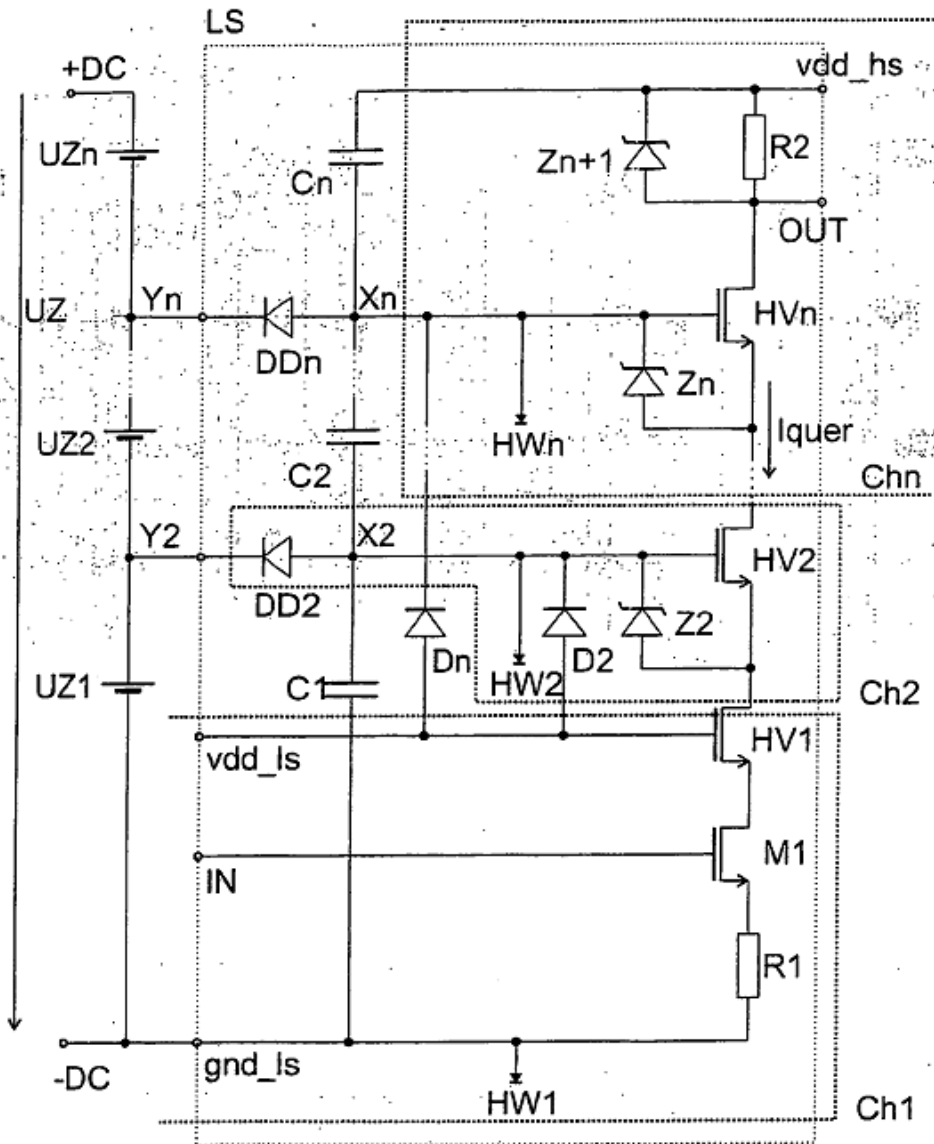 LS
+DC
vdd_hs
UZn
Cn
Zn+1
R2
OUT
UZ
Yn
Xn
HVn
DDn
Zn
UZ2
HWn
Iquer
C2
Chn
Y2
X2
HV2
DD2
Dn
HW2
D2
Z2
UZ1
C1
Ch2
vdd_ls
HV1
IN
M1
R1
-DC
gnd_ls
HW1
Ch1